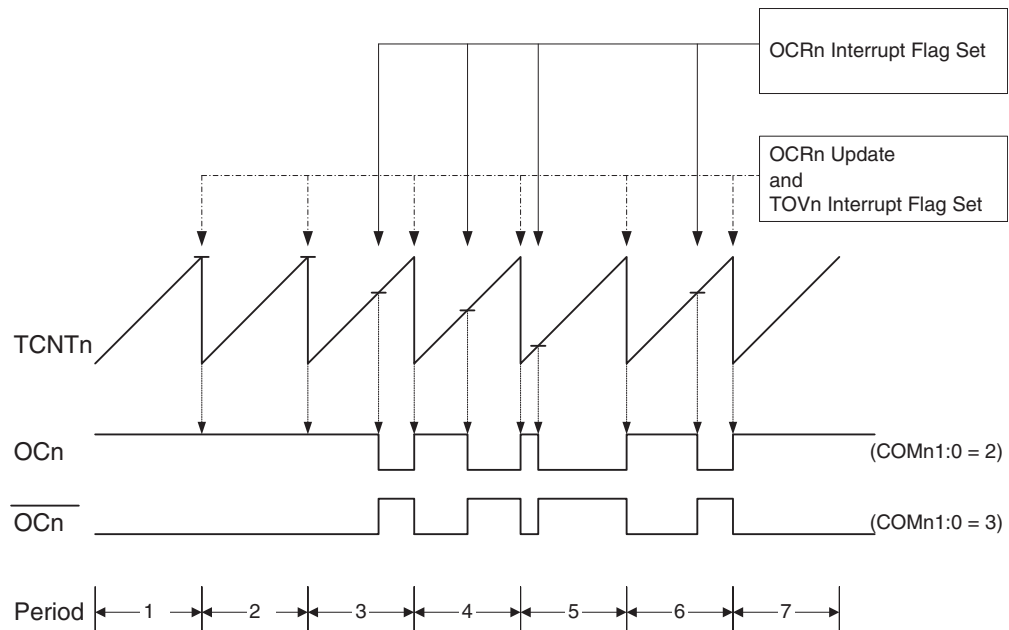 OCRn Interrupt Flag Set
OCRn Update
and
TOVn Interrupt Flag Set
TCNTn
OCn
(COMn1:0 = 2)
OCn
(COMn1:0 = 3)
Period 1 2 3 4 5 6 7